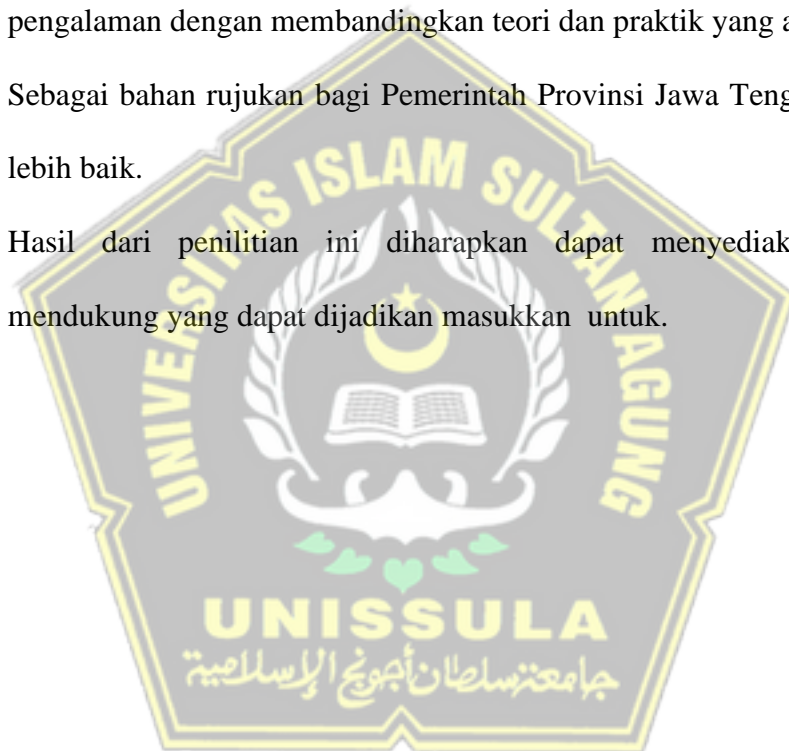 pengalaman dengan membandingkan teori dan praktik yang a
Sebagai bahan rujukan bagi Pemerintah Provinsi Jawa Teng
lebih baik.
Hasil dari penilitian ini diharapkan dapat menyediak
mendukung yang dapat dijadikan masukkan untuk.
UNIVERSITAS ISLAM SULTAN AGUNG
UNISSULA
جامعة سلطان أجونج الإسلامية